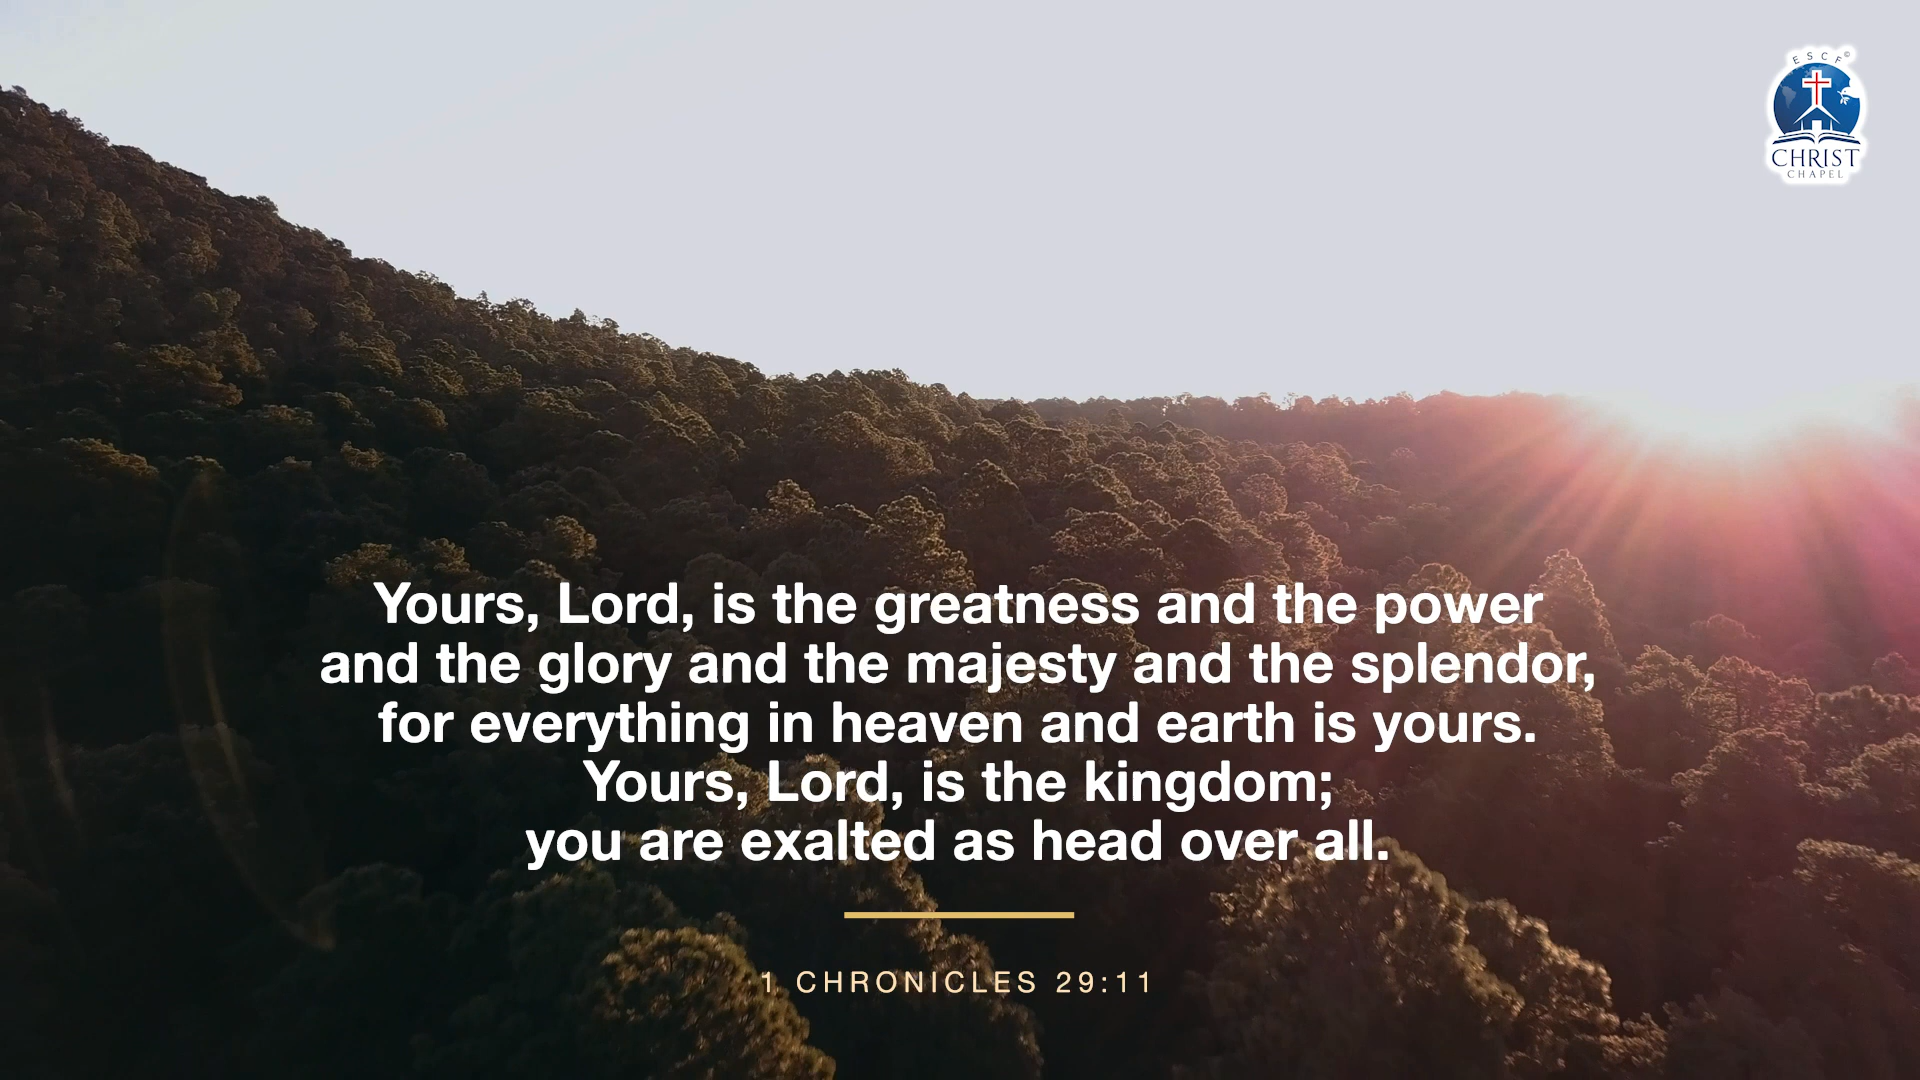 ESCF©
CHRIST
CHAPEL
Yours, Lord, is the greatness and the power
and the glory and the majesty and the splendor,
for everything in heaven and earth is yours.
Yours, Lord, is the kingdom;
you are exalted as head over all.
1 CHRONICLES 29:11